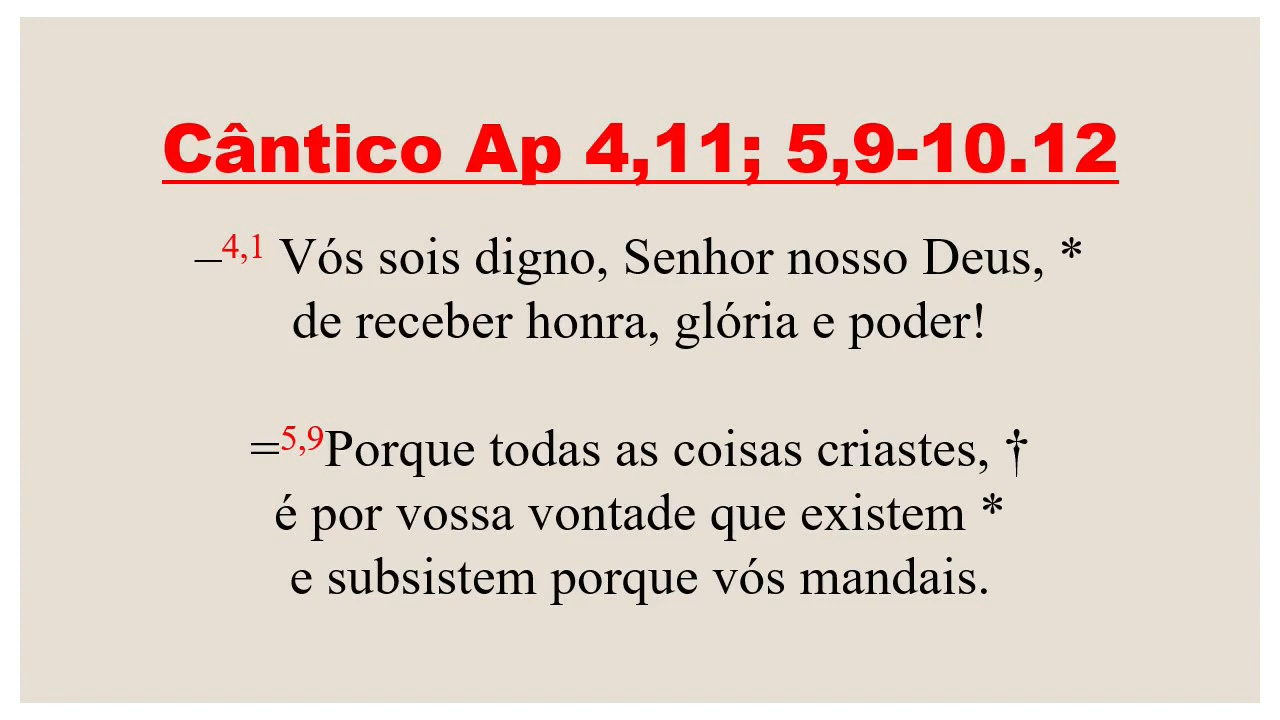 Cântico Ap 4,11; 5,9-10.12
–4,1 Vós sois digno, Senhor nosso Deus, *
de receber honra, glória e poder!
=5,9Porque todas as coisas criastes, †
é por vossa vontade que existem *
e subsistem porque vós mandais.